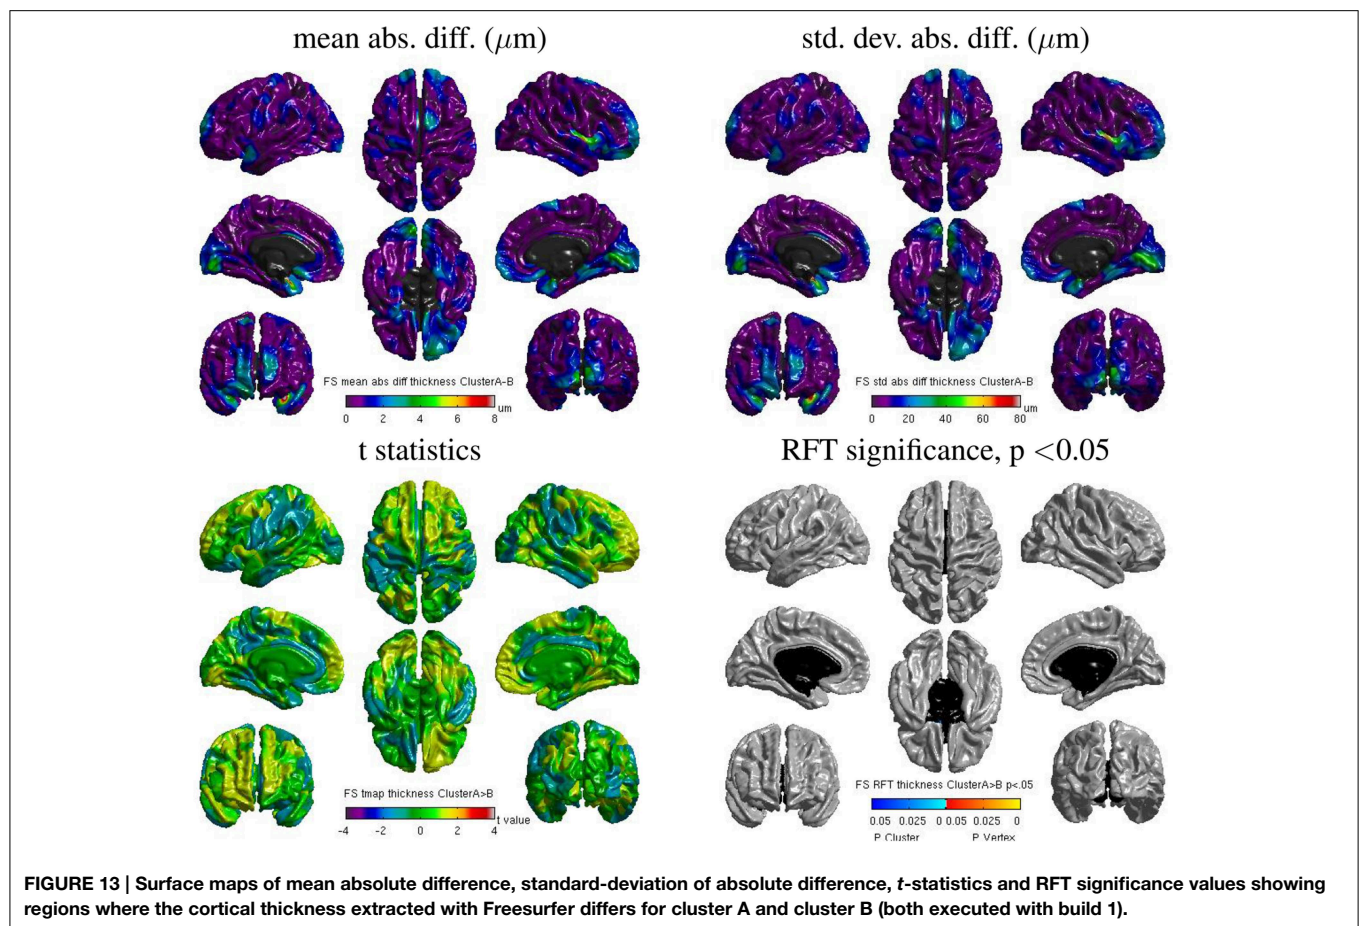 mean abs. diff. (μm)
std. dev. abs. diff. (μm)
FS mean abs diff thickness ClusterA-B
0 2 4 6 8
um
FS std abs diff thickness ClusterA-B
0 20 40 60 80
um
t statistics
RFT significance, p <0.05
FS tmap thickness ClusterA>B
-4 -2 0 2 4
t value
FS RFT thickness ClusterA>B p<.05
0.05 0.025 0 0.05 0.025 0
P Cluster P Vertex
FIGURE 13 | Surface maps of mean absolute difference, standard-deviation of absolute difference, t-statistics and RFT significance values showing
regions where the cortical thickness extracted with Freesurfer differs for cluster A and cluster B (both executed with build 1).